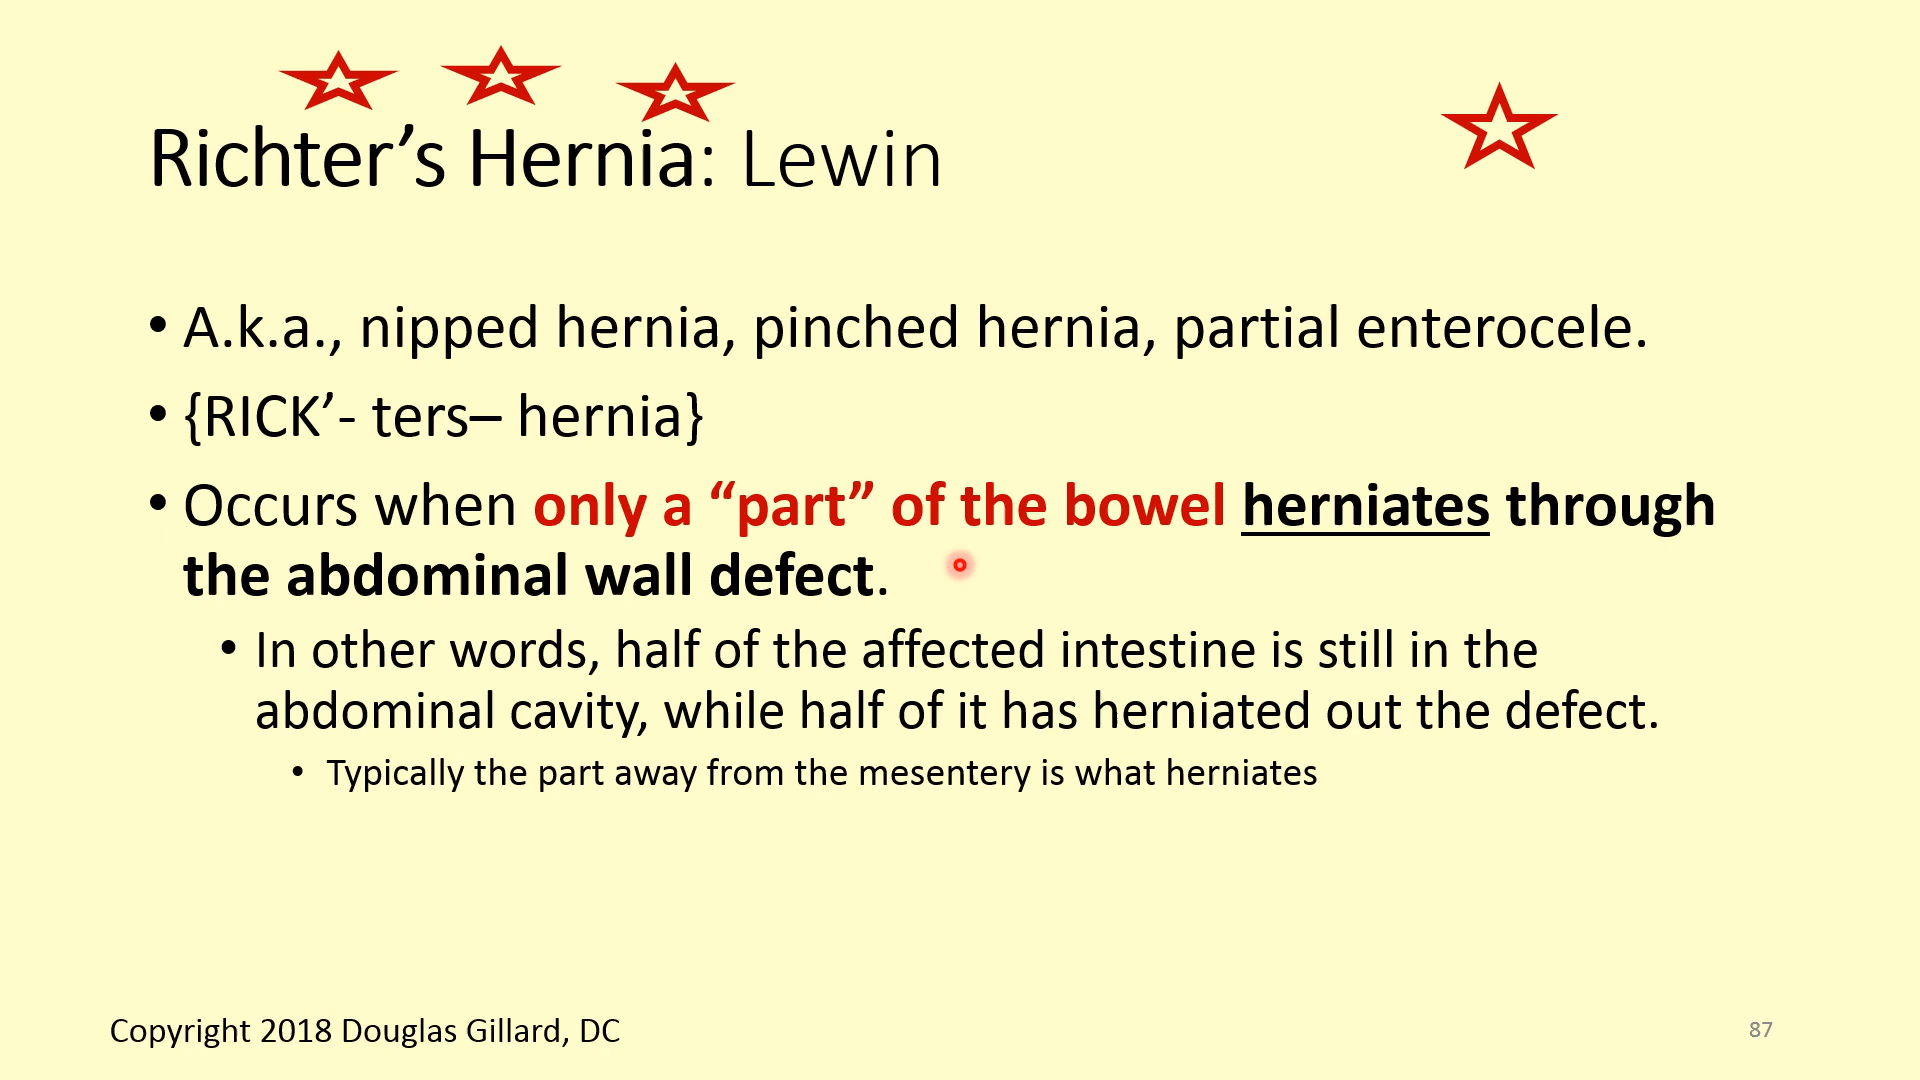 Richter’s Hernia: Lewin
• A.k.a., nipped hernia, pinched hernia, partial enterocele.
• {RICK’- ters– hernia}
• Occurs when only a “part” of the bowel herniates through
the abdominal wall defect.
• In other words, half of the affected intestine is still in the
abdominal cavity, while half of it has herniated out the defect.
• Typically the part away from the mesentery is what herniates
Copyright 2018 Douglas Gillard, DC
87